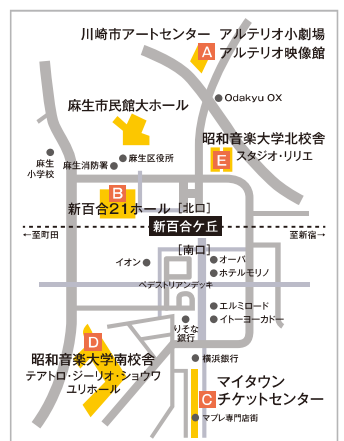 川崎市アートセンター アルテリオ小劇場
A アルテリオ映像館
Odakyu OX
麻生市民館大ホール
昭和音楽大学北校舎
E スタジオ・リリエ
麻生区役所
麻生消防署
麻生
小学校
B
新百合21ホール
[北口]
←至町田
新百合ケ丘
至新宿→
[南口]
イオン
オーパ
ホテルモリノ
ペデストリアンデッキ
エルミロード
イトーヨーカドー
りそな
銀行
D
昭和音楽大学南校舎
テアトロ・ジーリオ・ショウワ
ユリホール
横浜銀行
マイタウン
C チケットセンター
マプレ専門店街